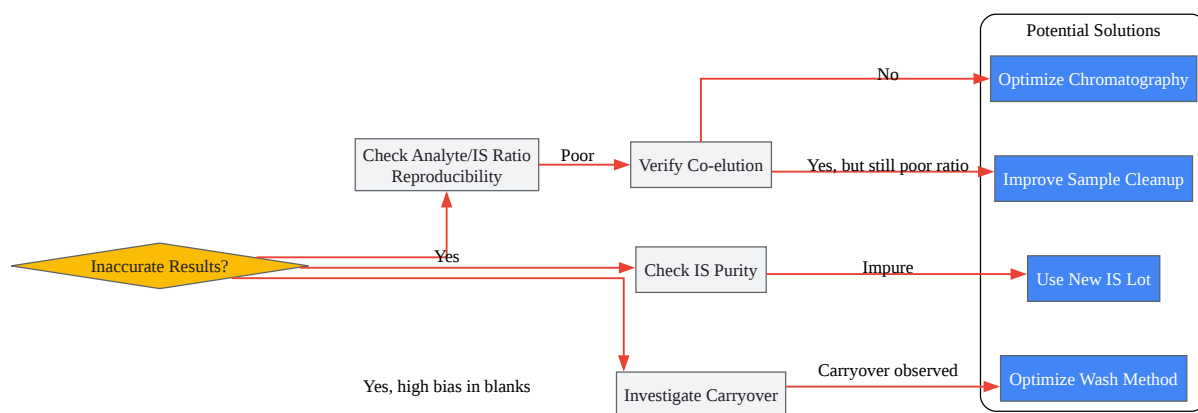 Potential Solutions
No
Optimize Chromatography
Check Analyte/IS Ratio
Reproducibility
Poor
Verify Co-elution
Yes, but still poor ratio
Improve Sample Cleanup
Inaccurate Results?
Yes
Check IS Purity
Impure
Use New IS Lot
Yes, high bias in blanks
Investigate Carryover
Carryover observed
Optimize Wash Method